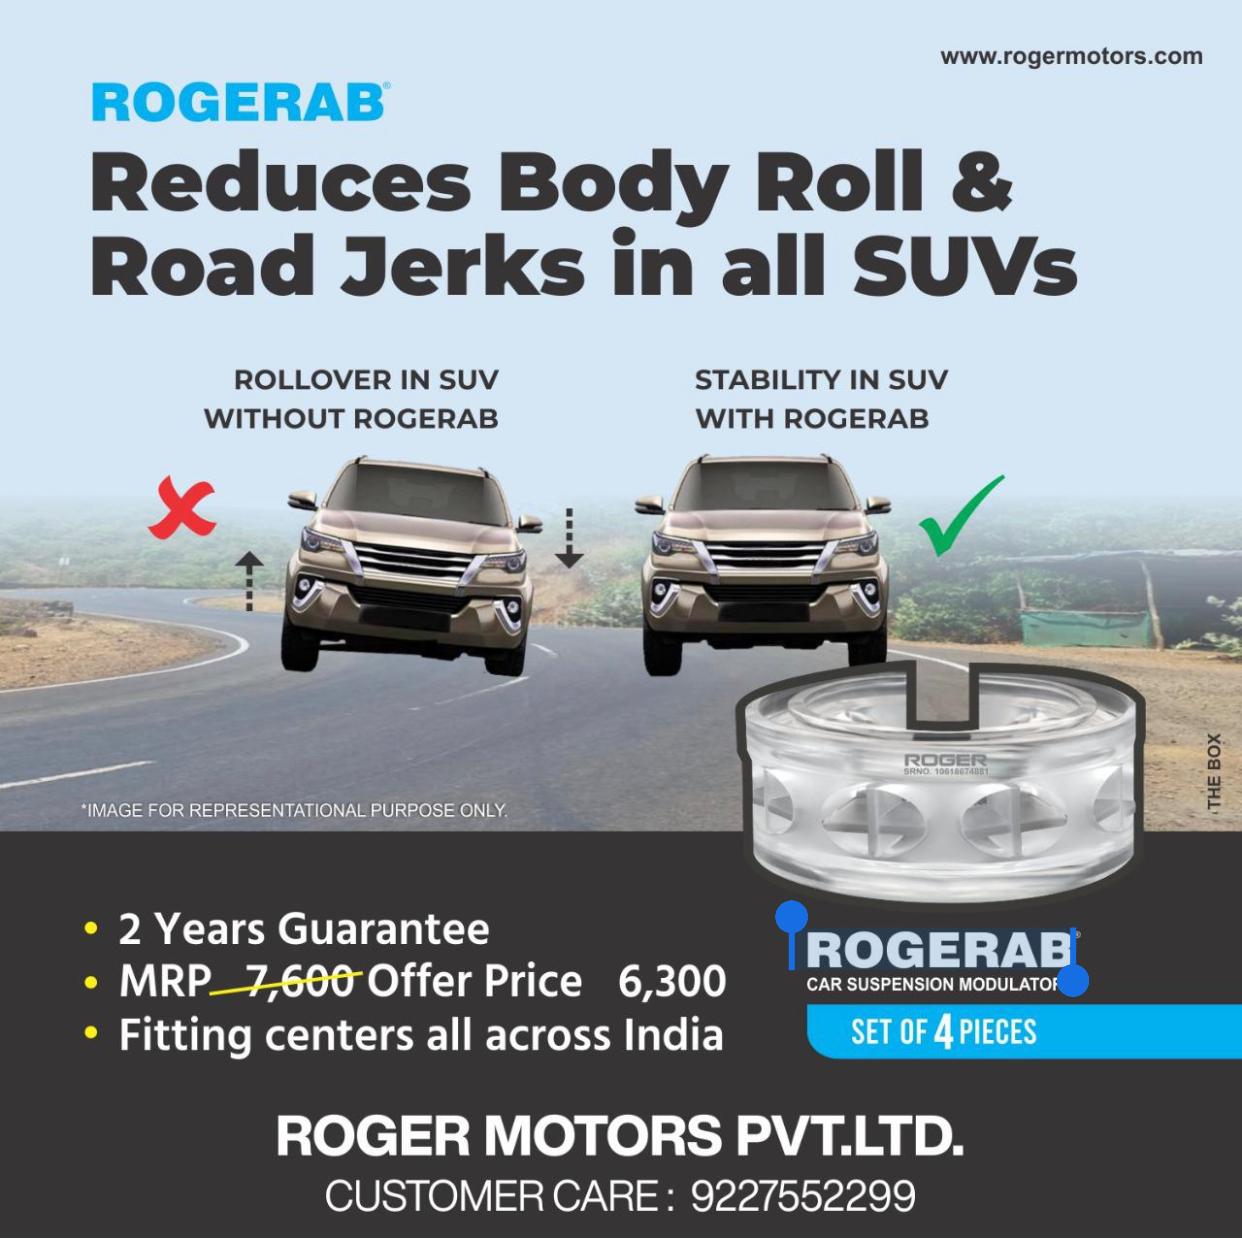 www.rogermotors.com
ROGERAB®
Reduces Body Roll &
Road Jerks in all SUVs
ROLLOVER IN SUV
WITHOUT ROGERAB
STABILITY IN SUV
WITH ROGERAB
ROGER
SRNO. 10618674881
THE BOX
*IMAGE FOR REPRESENTATIONAL PURPOSE ONLY.
• 2 Years Guarantee
• MRP 7,600 Offer Price 6,300
• Fitting centers all across India
ROGERAB®
CAR SUSPENSION MODULATOR
SET OF 4 PIECES
ROGER MOTORS PVT.LTD.
CUSTOMER CARE : 9227552299